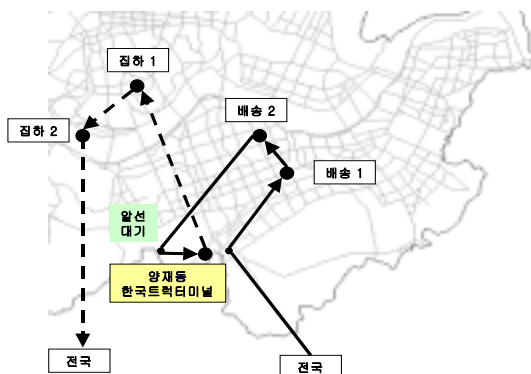 집하 1
배송 2
집하 2
배송 1
알선
대기
양재동
한국트럭터미널
전국
전국